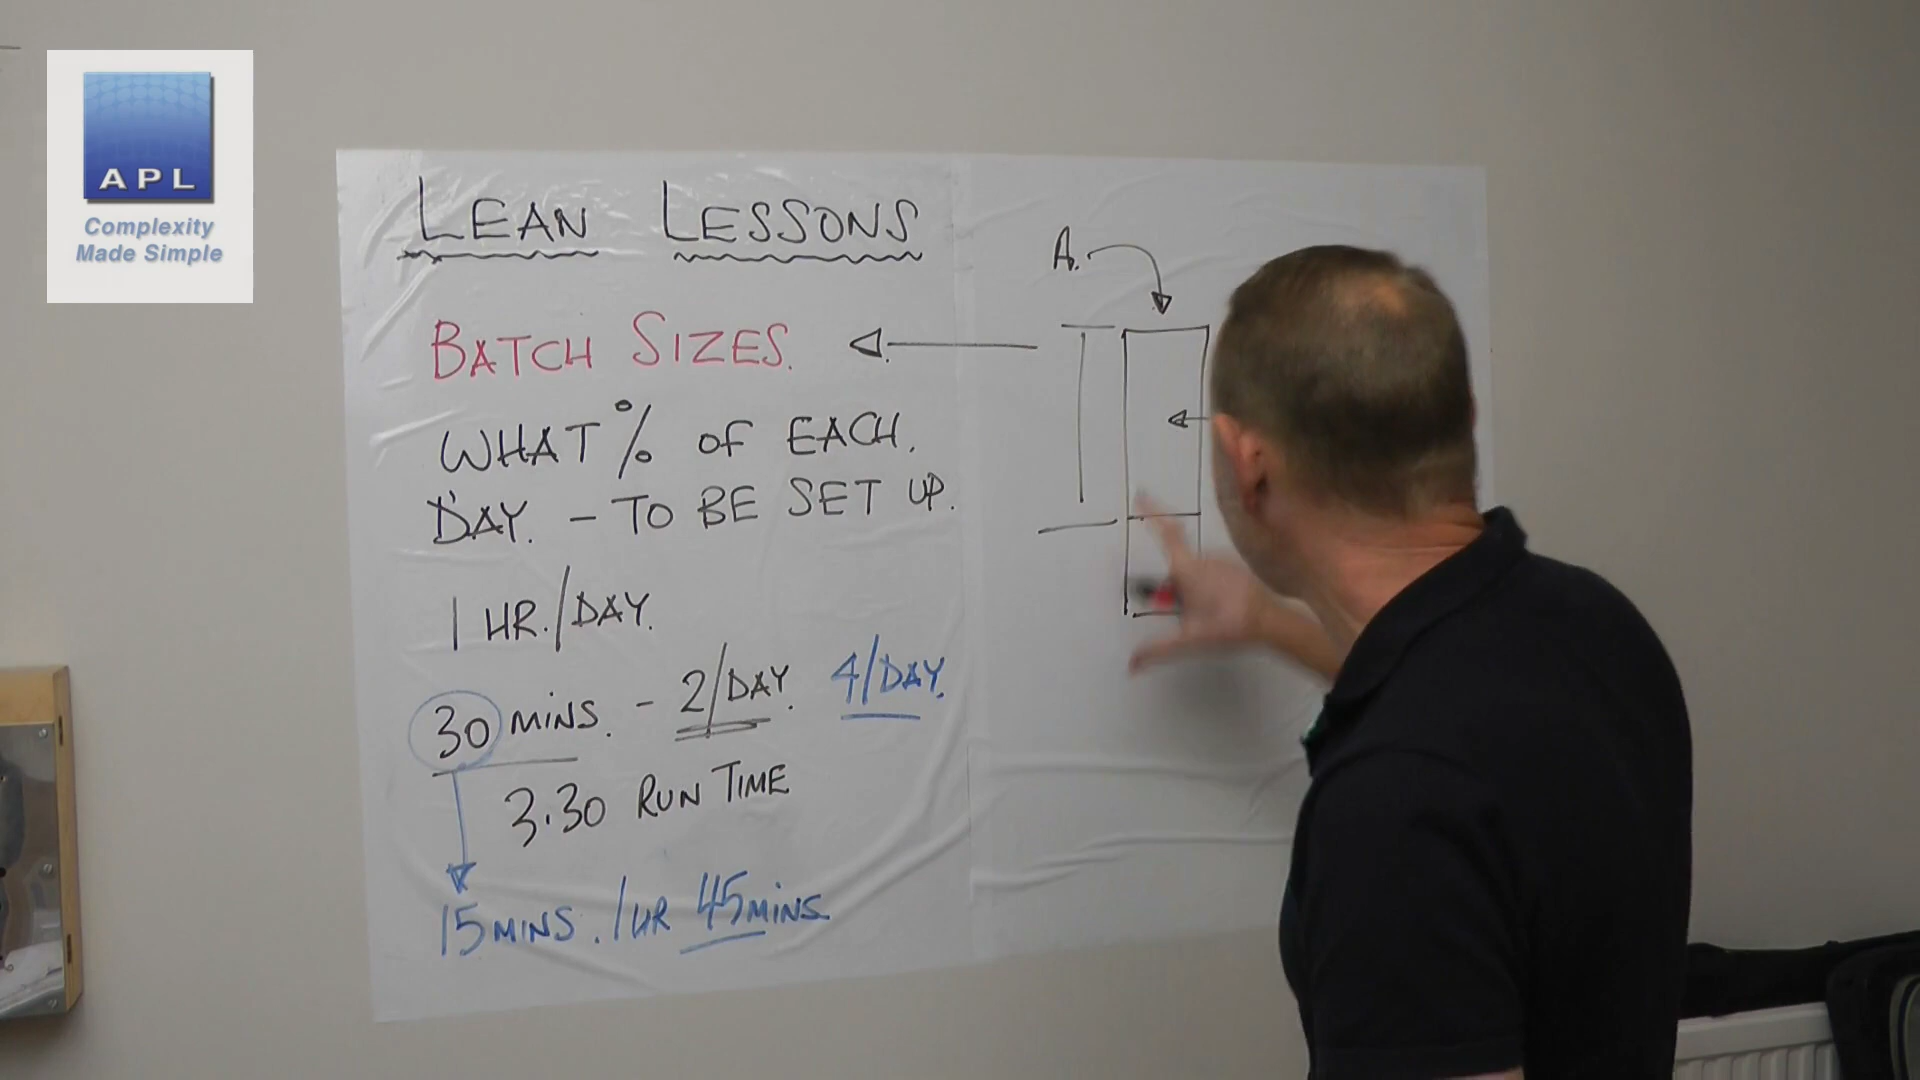 APL
Complexity
Made Simple
LEAN LESSONS
BATCH SIZES.
WHAT % OF EACH.
DAY. - TO BE SET UP.
1 HR./DAY.
30 MINS. - 2/DAY. 4/DAY.
3.30 RUN TIME
15 MINS. 1 HR 45 MINS.
A.